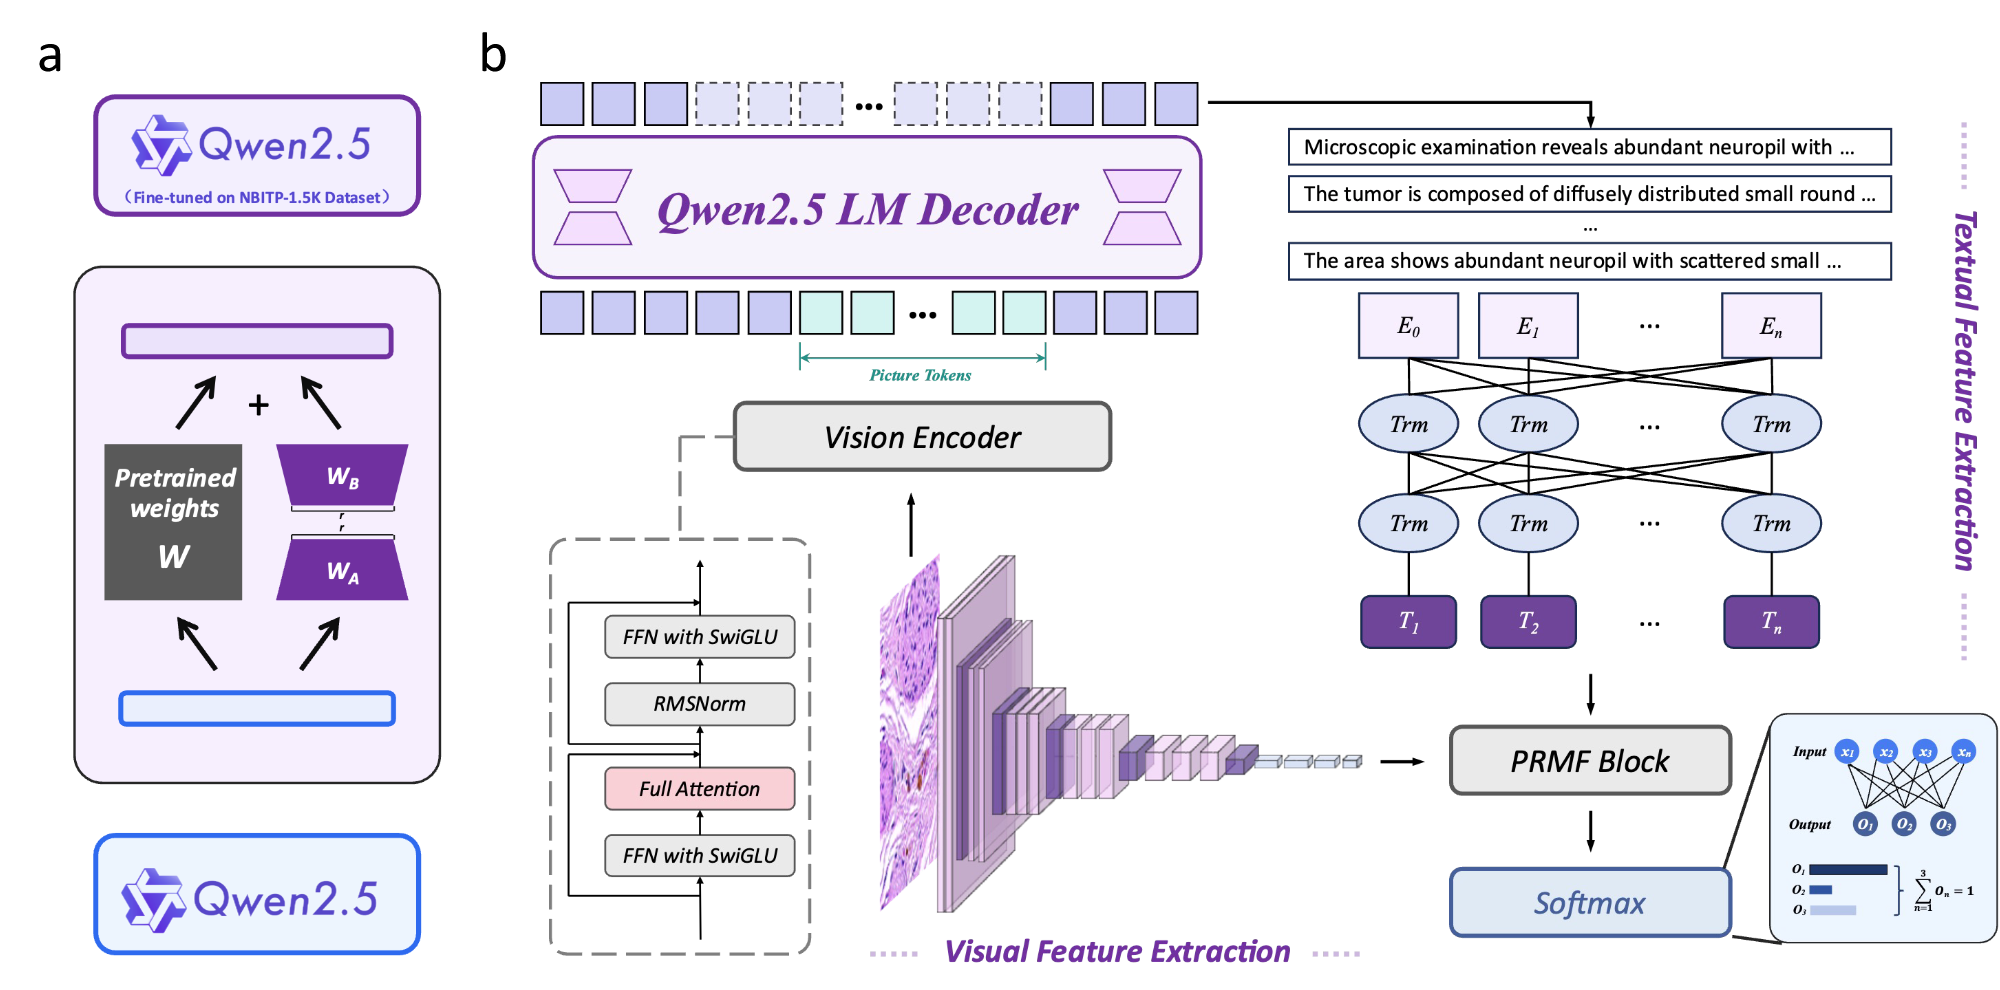 a
Qwen2.5
(Fine-tuned on NBITP-1.5K Dataset)
+
Pretrained
weights
W
W_B
r
r
W_A
Qwen2.5
b
Qwen2.5 LM Decoder
...
...
Picture Tokens
Vision Encoder
FFN with SwiGLU
RMSNorm
Full Attention
FFN with SwiGLU
Visual Feature Extraction
Microscopic examination reveals abundant neuropil with ...
The tumor is composed of diffusely distributed small round ...
...
The area shows abundant neuropil with scattered small ...
E_0 E_1 ... E_n
Trm Trm ... Trm
Trm Trm ... Trm
T_1 T_2 ... T_n
Textual Feature Extraction
PRMF Block
Softmax
Input x_1 x_2 x_3 x_n
Output O_1 O_2 O_3
O_1
O_2
O_3
∑_{n=1}^{3} O_n = 1